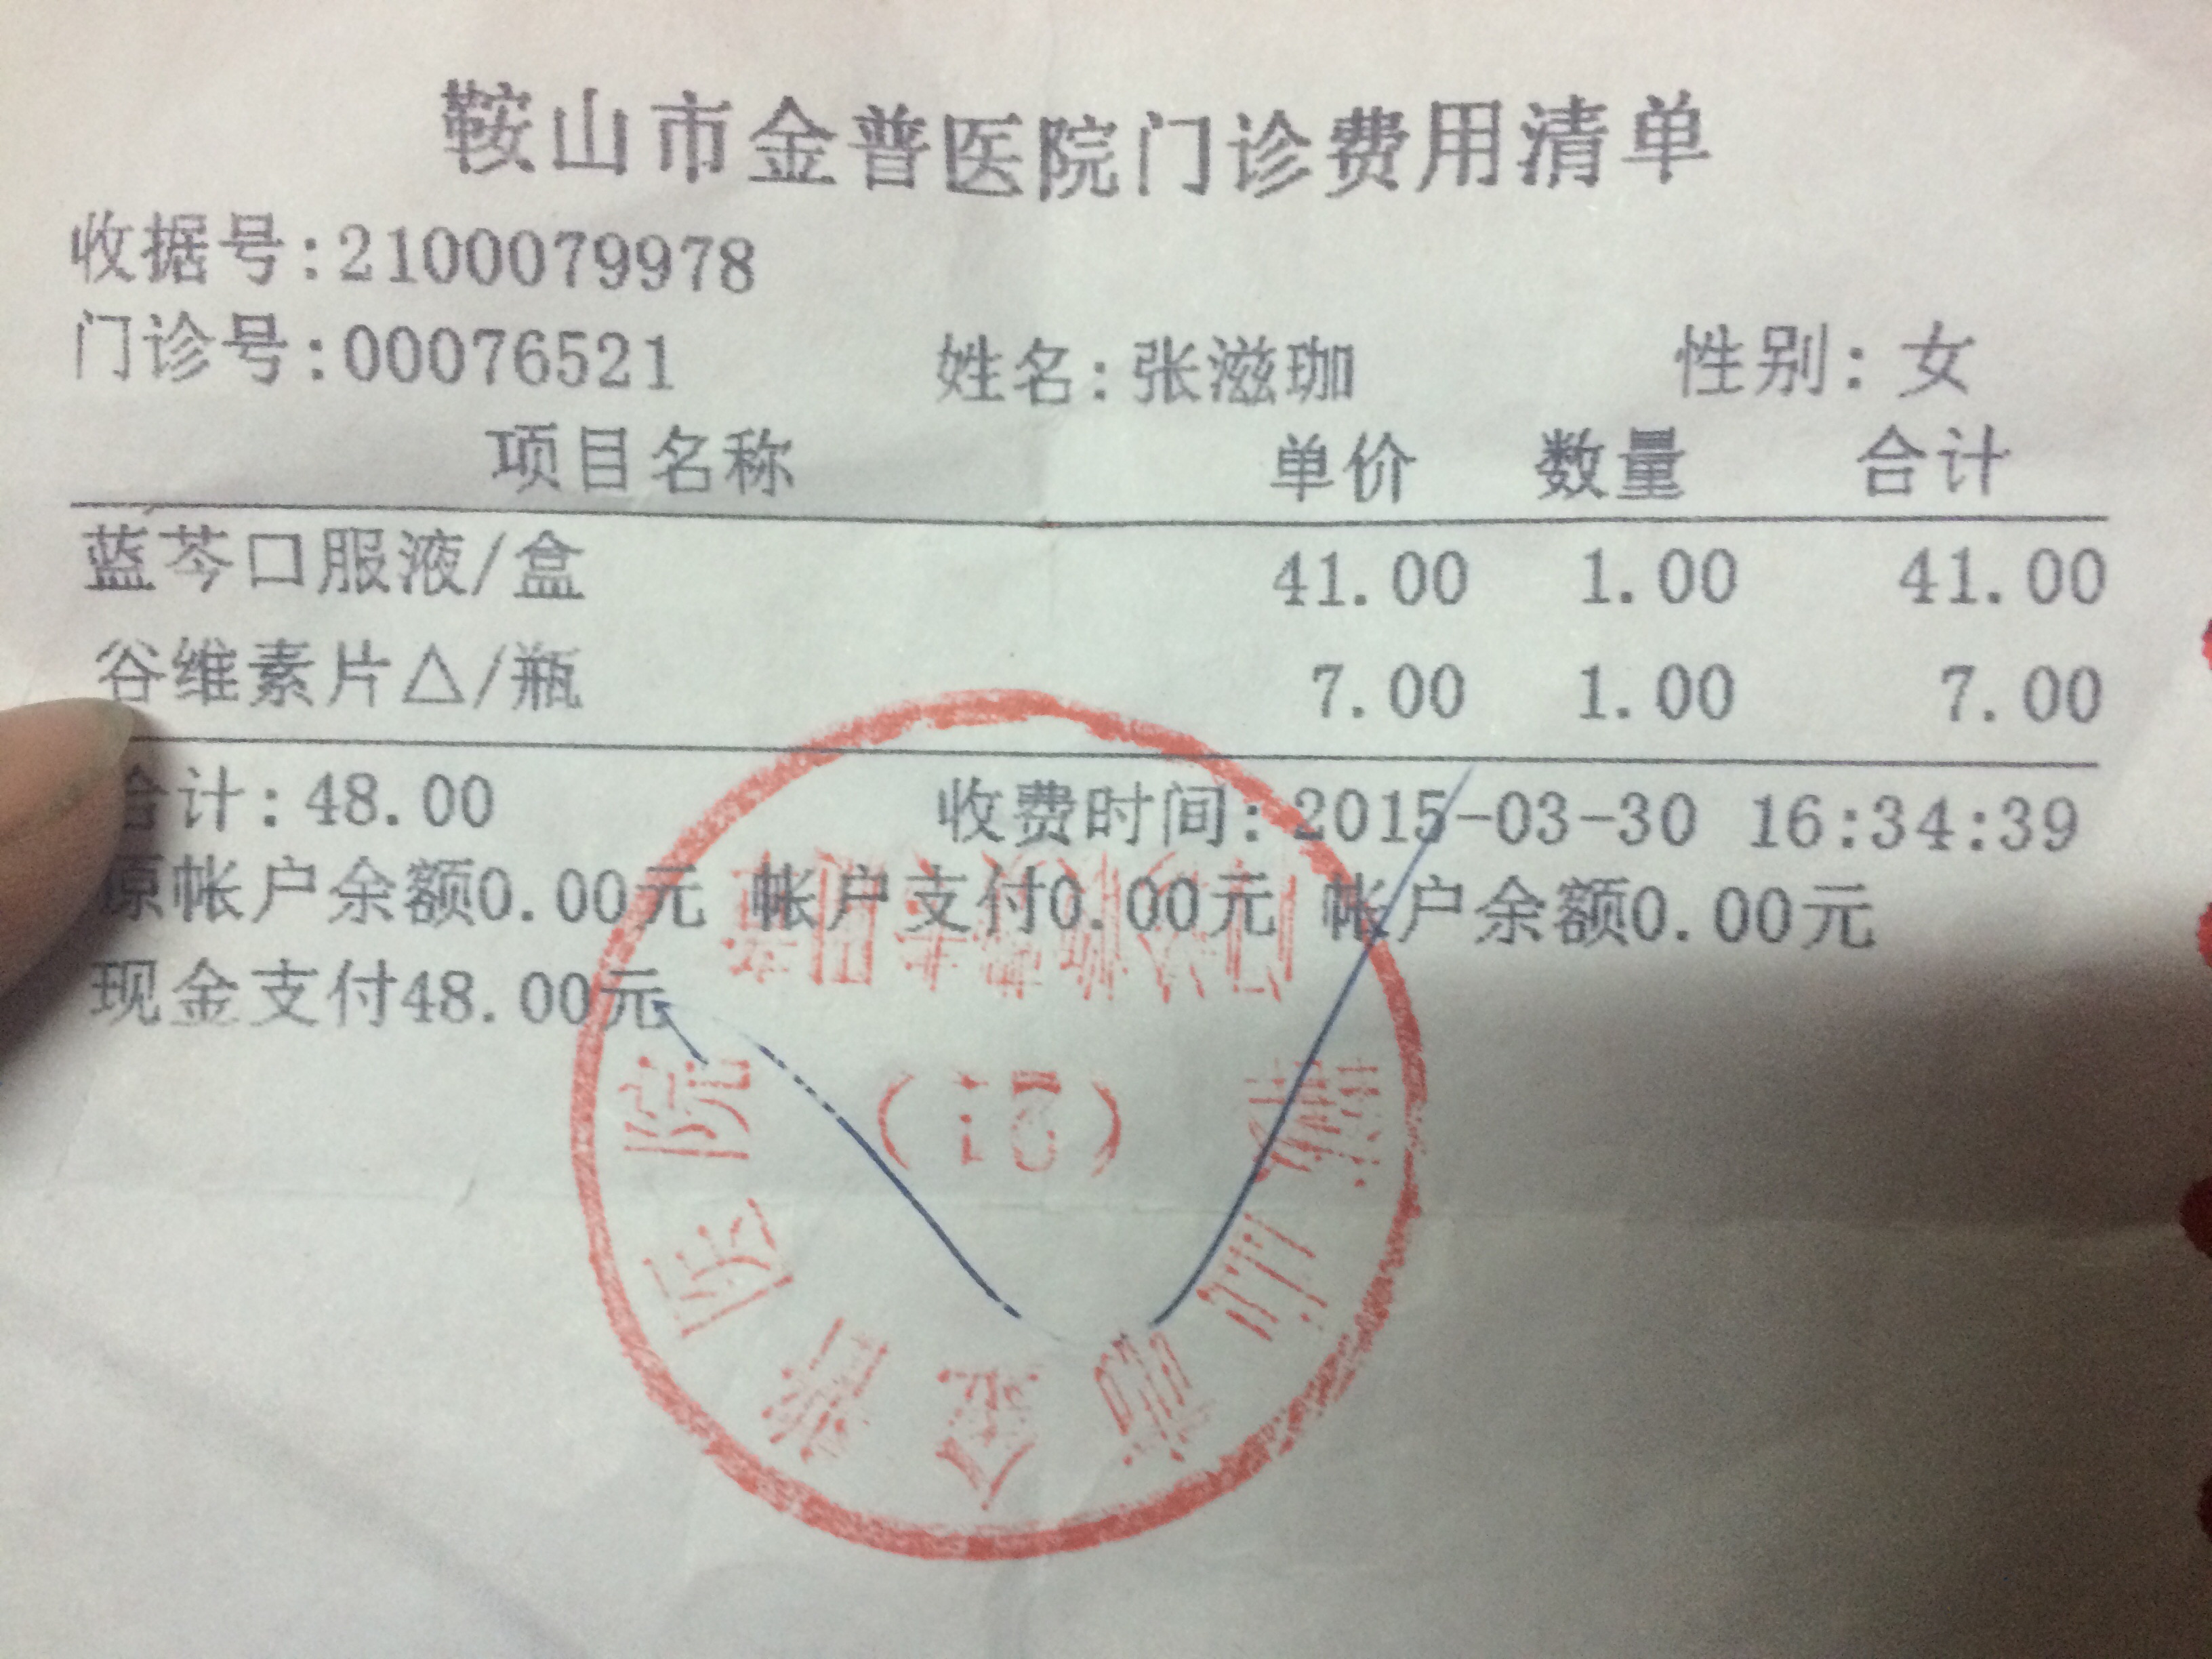 鞍山市金普医院门诊费用清单
收据号:2100079978
门诊号:00076521 姓名:张滋珈 性别:女
项目名称 单价 数量 合计
蓝芩口服液/盒 41.00 1.00 41.00
谷维素片△/瓶 7.00 1.00 7.00
合计:48.00 收费时间:2015-03-30 16:34:39
原帐户余额0.00元 帐户支付0.00元 帐户余额0.00元
现金支付48.00元
金普医院